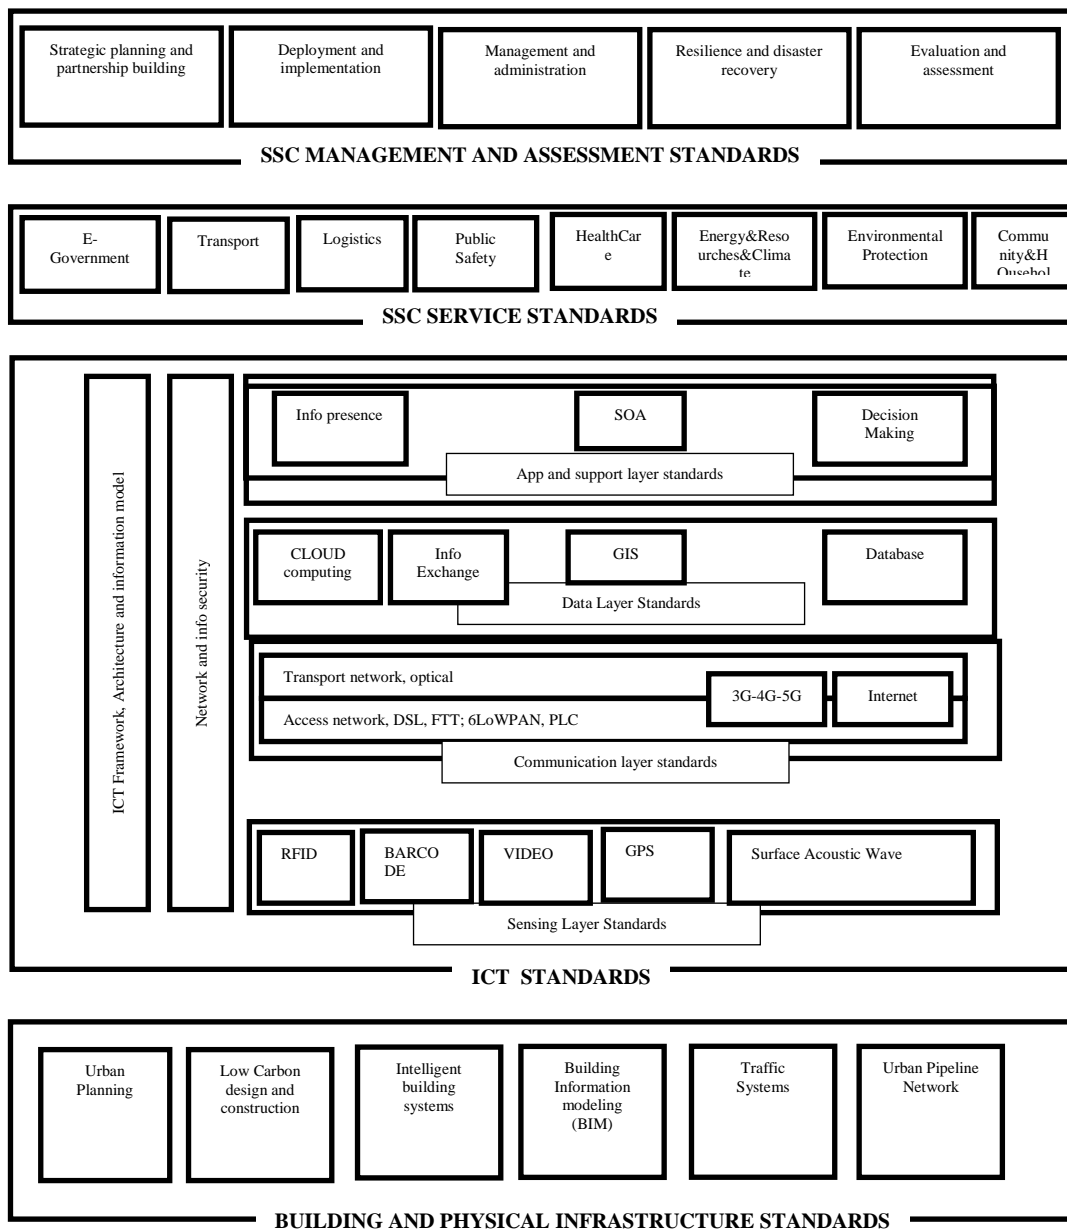 Strategic planning and
partnership building
Deployment and
implementation
Management and
administration
Resilience and disaster
recovery
Evaluation and
assessment
SSC MANAGEMENT AND ASSESSMENT STANDARDS
E-
Government
Transport
Logistics
Public
Safety
HealthCar
e
Energy&Reso
urches&Clima
te
Environmental
Protection
Commu
nity&H
Ousehol
SSC SERVICE STANDARDS
ICT Framework, Architecture and information model
Network and info security
Info presence
SOA
Decision
Making
App and support layer standards
CLOUD
computing
Info
Exchange
GIS
Database
Data Layer Standards
Transport network, optical
3G-4G-5G
Internet
Access network, DSL, FTT; 6LoWPAN, PLC
Communication layer standards
RFID
BARCO
DE
VIDEO
GPS
Surface Acoustic Wave
Sensing Layer Standards
ICT  STANDARDS
Urban
Planning
Low Carbon
design and
construction
Intelligent
building
systems
Building
Information
modeling
(BIM)
Traffic
Systems
Urban Pipeline
Network
BUILDING AND PHYSICAL INFRASTRUCTURE STANDARDS